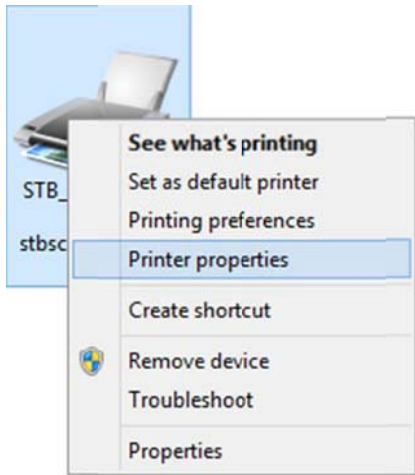 See what's printing
STB_
Set as default printer
Printing preferences
stbsc
Printer properties
Create shortcut
Remove device
Troubleshoot
Properties